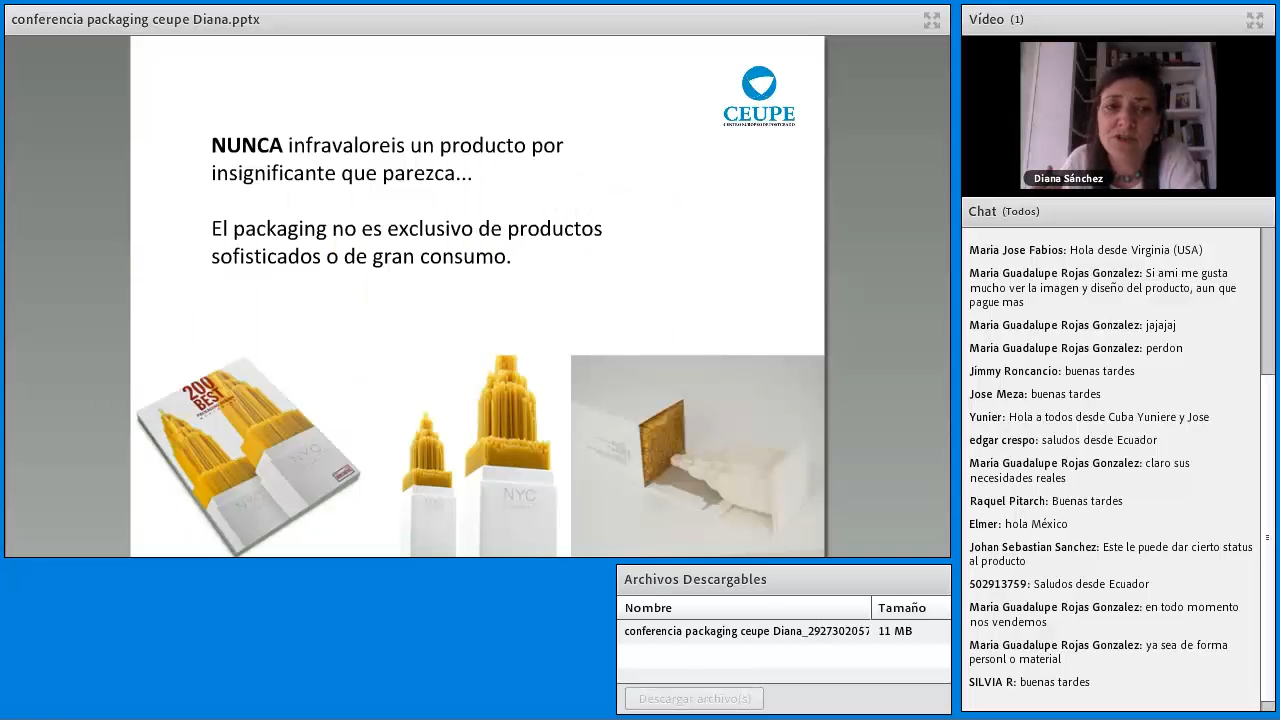 conferencia packaging ceupe Diana.pptx
CEUPE
CENTRO EUROPEO DE POSTGRADO
NUNCA infravaloreis un producto por
insignificante que parezca...
El packaging no es exclusivo de productos
sofisticados o de gran consumo.
200
BEST
NYC
NYC
Vídeo (1)
Diana Sánchez
Chat (Todos)
Maria Jose Fabios: Hola desde Virginia (USA)
Maria Guadalupe Rojas Gonzalez: Si ami me gusta
mucho ver la imagen y diseño del producto, aun que
pague mas
Maria Guadalupe Rojas Gonzalez: jajajaj
Maria Guadalupe Rojas Gonzalez: perdon
Jimmy Roncancio: buenas tardes
Jose Meza: buenas tardes
Yunier: Hola a todos desde Cuba Yuniere y Jose
edgar crespo: saludos desde Ecuador
Maria Guadalupe Rojas Gonzalez: claro sus
necesidades reales
Raquel Pitarch: Buenas tardes
Elmer: hola México
Johan Sebastian Sanchez: Este le puede dar cierto status
al producto
502913759: Saludos desde Ecuador
Maria Guadalupe Rojas Gonzalez: en todo momento
nos vendemos
Maria Guadalupe Rojas Gonzalez: ya sea de forma
personl o material
SILVIA R: buenas tardes
Archivos Descargables
Nombre Tamaño
conferencia packaging ceupe Diana_2927302057 11 MB
Descargar archivo(s)